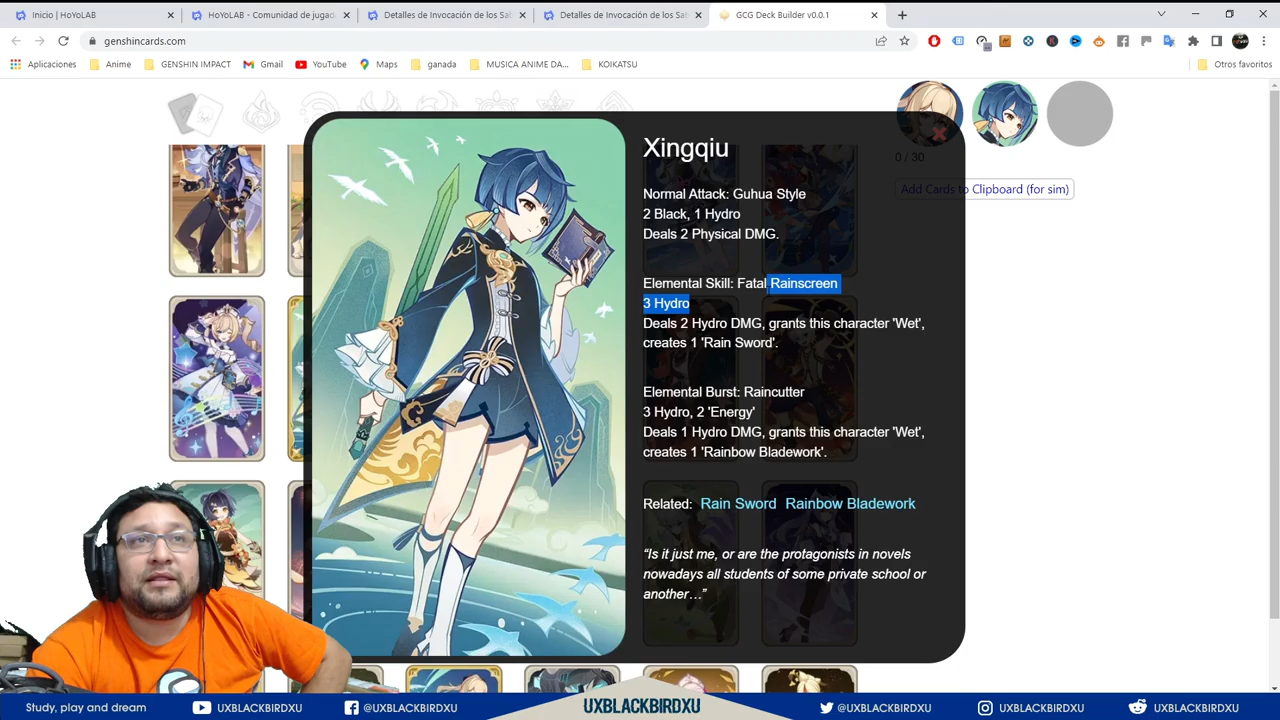 Inicio | HoYoLAB
HoYoLAB - Comunidad de jugad
Detalles de Invocación de los Sab
Detalles de Invocación de los Sab
GCG Deck Builder v0.0.1
genshincards.com
Aplicaciones
Anime
GENSHIN IMPACT
Gmail
YouTube
Maps
ganada
MUSICA ANIME DA...
KOIKATSU
Otros favoritos
0 / 30
Add Cards to Clipboard (for sim)
Xingqiu
Normal Attack: Guhua Style
2 Black, 1 Hydro
Deals 2 Physical DMG.
Elemental Skill: Fatal Rainscreen
3 Hydro
Deals 2 Hydro DMG, grants this character 'Wet',
creates 1 'Rain Sword'.
Elemental Burst: Raincutter
3 Hydro, 2 'Energy'
Deals 1 Hydro DMG, grants this character 'Wet',
creates 1 'Rainbow Bladework'.
Related: Rain Sword Rainbow Bladework
“Is it just me, or are the protagonists in novels
nowadays all students of some private school or
another…”
Study, play and dream
UXBLACKBIRDXU
@UXBLACKBIRDXU
UXBLACKBIRDXU
@UXBLACKBIRDXU
UXBLACKBIRDXU
UXBLACKBIRDXU